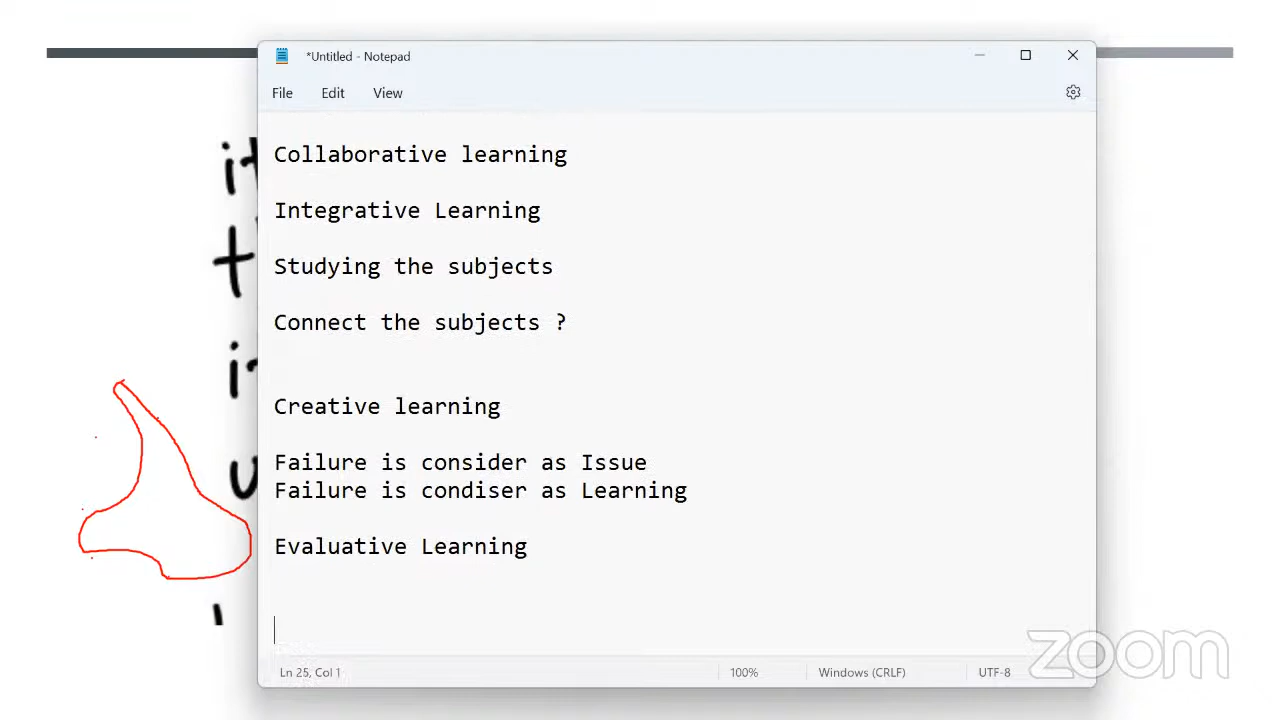 *Untitled - Notepad
File Edit View
Collaborative learning
Integrative Learning
Studying the subjects
Connect the subjects ?
Creative learning
Failure is consider as Issue
Failure is condiser as Learning
Evaluative Learning
Ln 25, Col 1 100% Windows (CRLF) UTF-8
zoom